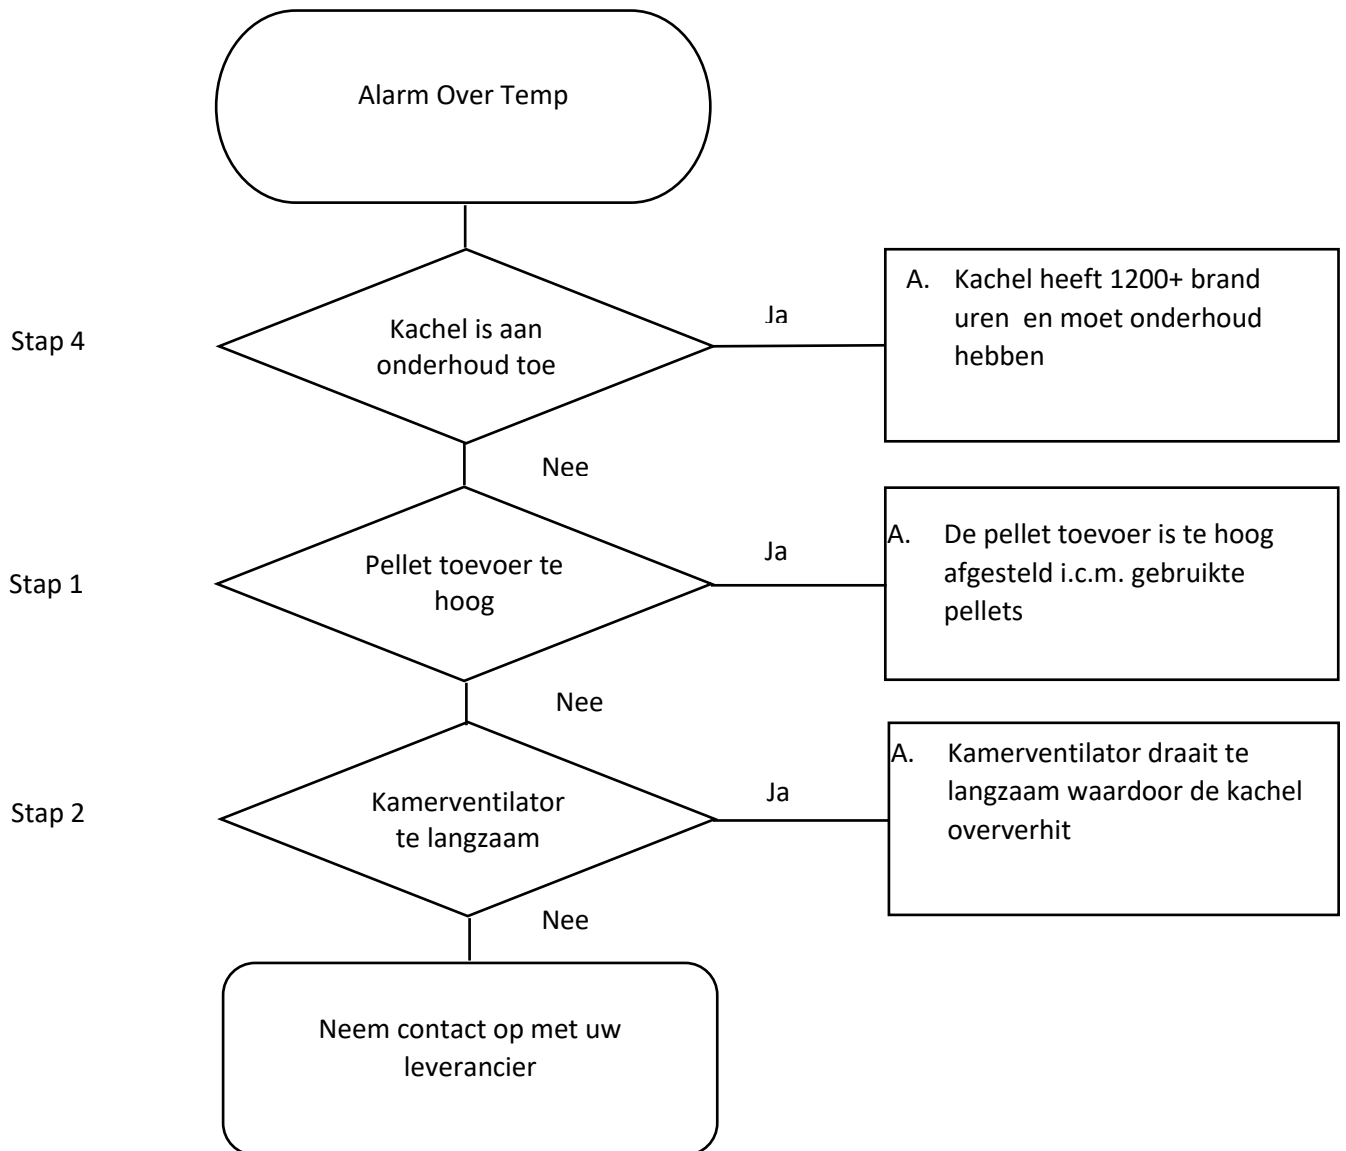 Alarm Over Temp
Stap 4
Kachel is aan
onderhoud toe
Ja
A. Kachel heeft 1200+ brand
uren en moet onderhoud
hebben
Nee
Stap 1
Pellet toevoer te
hoog
Ja
A. De pellet toevoer is te hoog
afgesteld i.c.m. gebruikte
pellets
Nee
Stap 2
Kamerventilator
te langzaam
Ja
A. Kamerventilator draait te
langzaam waardoor de kachel
oververhit
Nee
Neem contact op met uw
leverancier